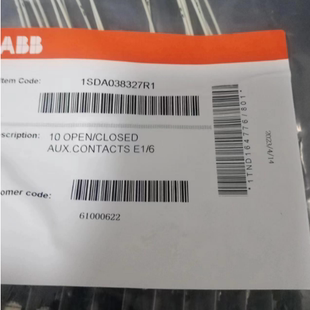 ABB
tem Code: 1SDA038327R1
scription: 10 OPEN/CLOSED
AUX.CONTACTS E1/6
omer code:
61000622